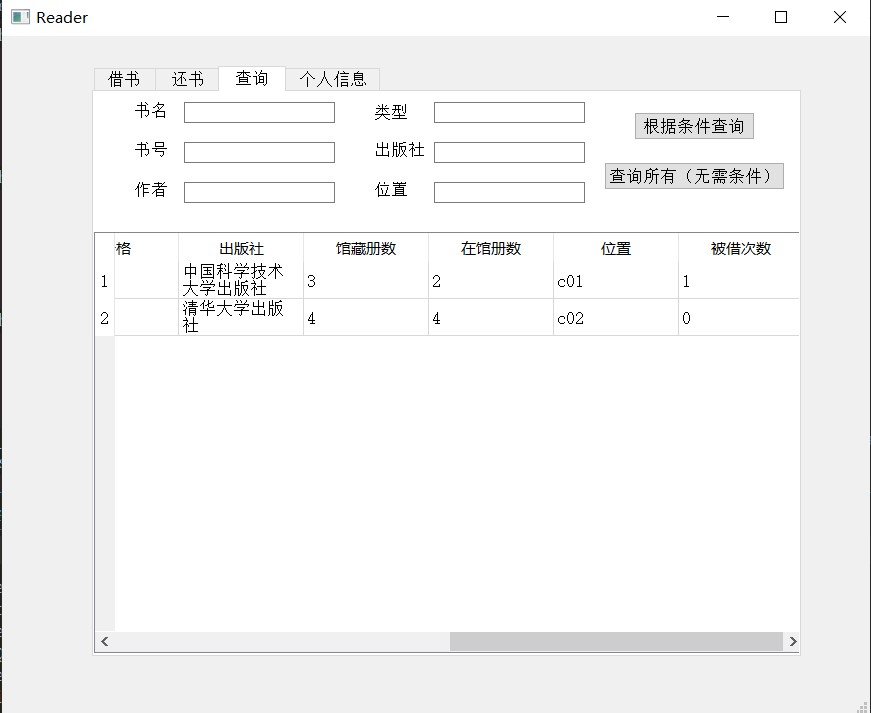 Reader
借书 还书 查询 个人信息
书名 类型 根据条件查询
书号 出版社
查询所有（无需条件）
作者 位置
格 出版社 馆藏册数 在馆册数 位置 被借次数
1 中国科学技术大学出版社 3 2 c01 1
2 清华大学出版社 4 4 c02 0